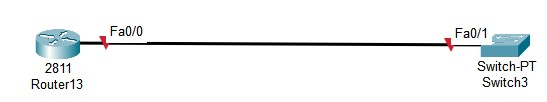 Fa0/0
Fa0/1
2811
Router13
Switch-PT
Switch3